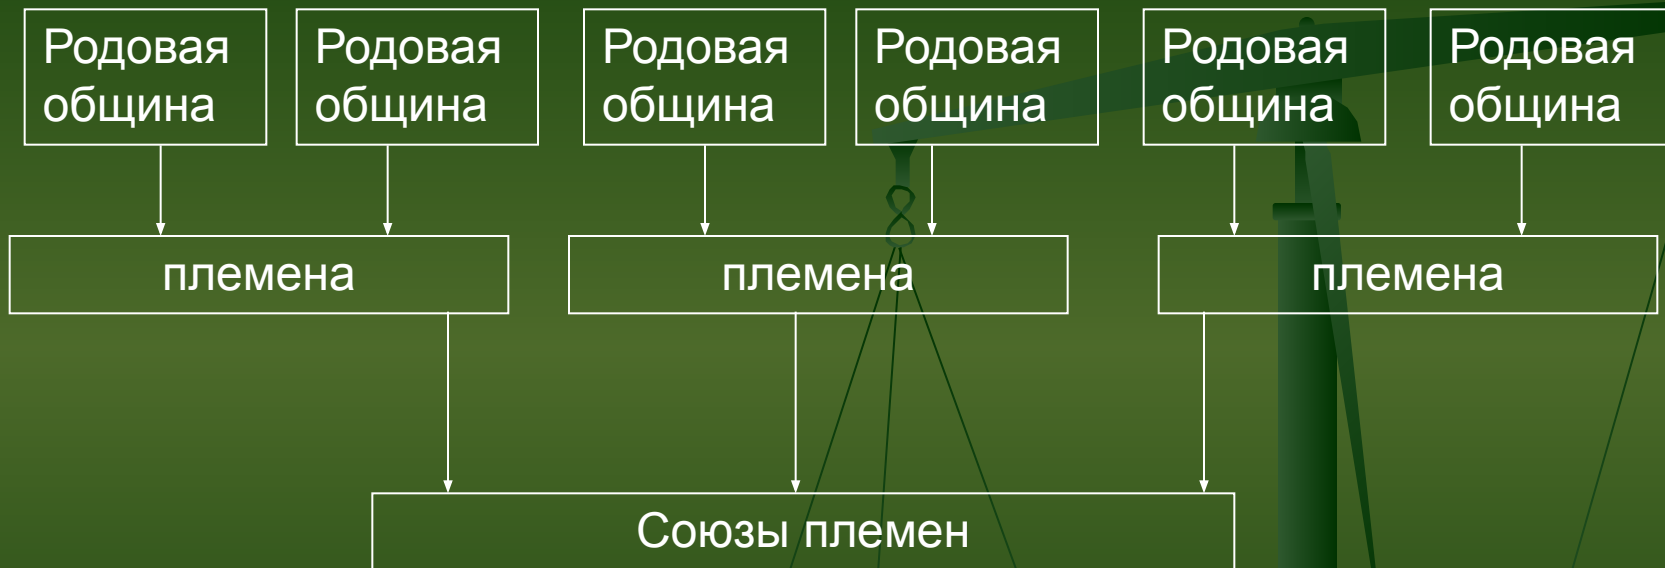 Родовая
община
Родовая
община
Родовая
община
Родовая
община
Родовая
община
Родовая
община
племена
племена
племена
Союзы племен